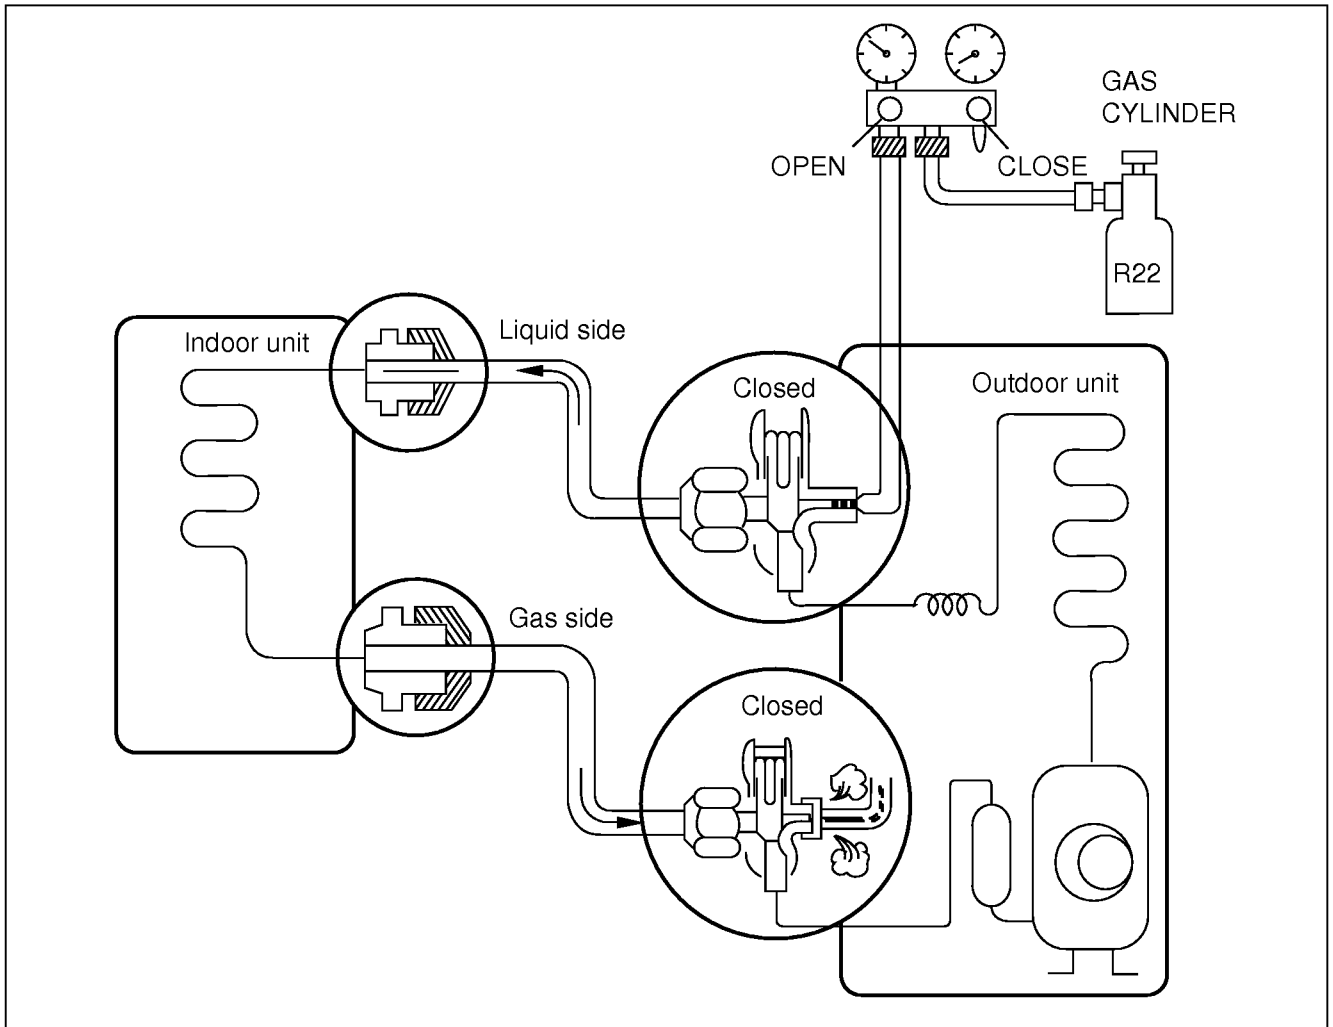 GAS
CYLINDER
OPEN
CLOSE
R22
Liquid side
Indoor unit
Closed
Outdoor unit
Gas side
Closed